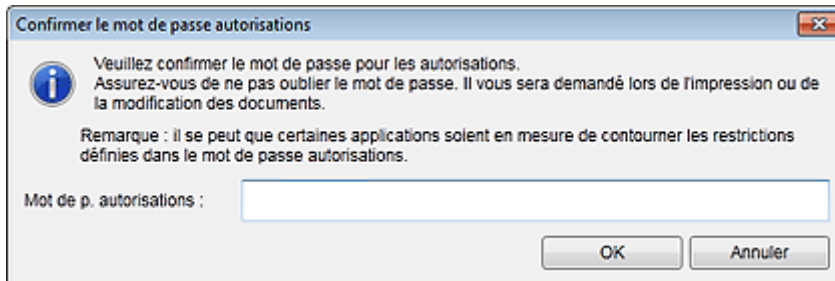 Confirmer le mot de passe autorisations
Veuillez confirmer le mot de passe pour les autorisations.
Assurez-vous de ne pas oublier le mot de passe. Il vous sera demandé lors de l'impression ou de
la modification des documents.
Remarque : il se peut que certaines applications soient en mesure de contourner les restrictions
définies dans le mot de passe autorisations.
Mot de p. autorisations :
OK
Annuler